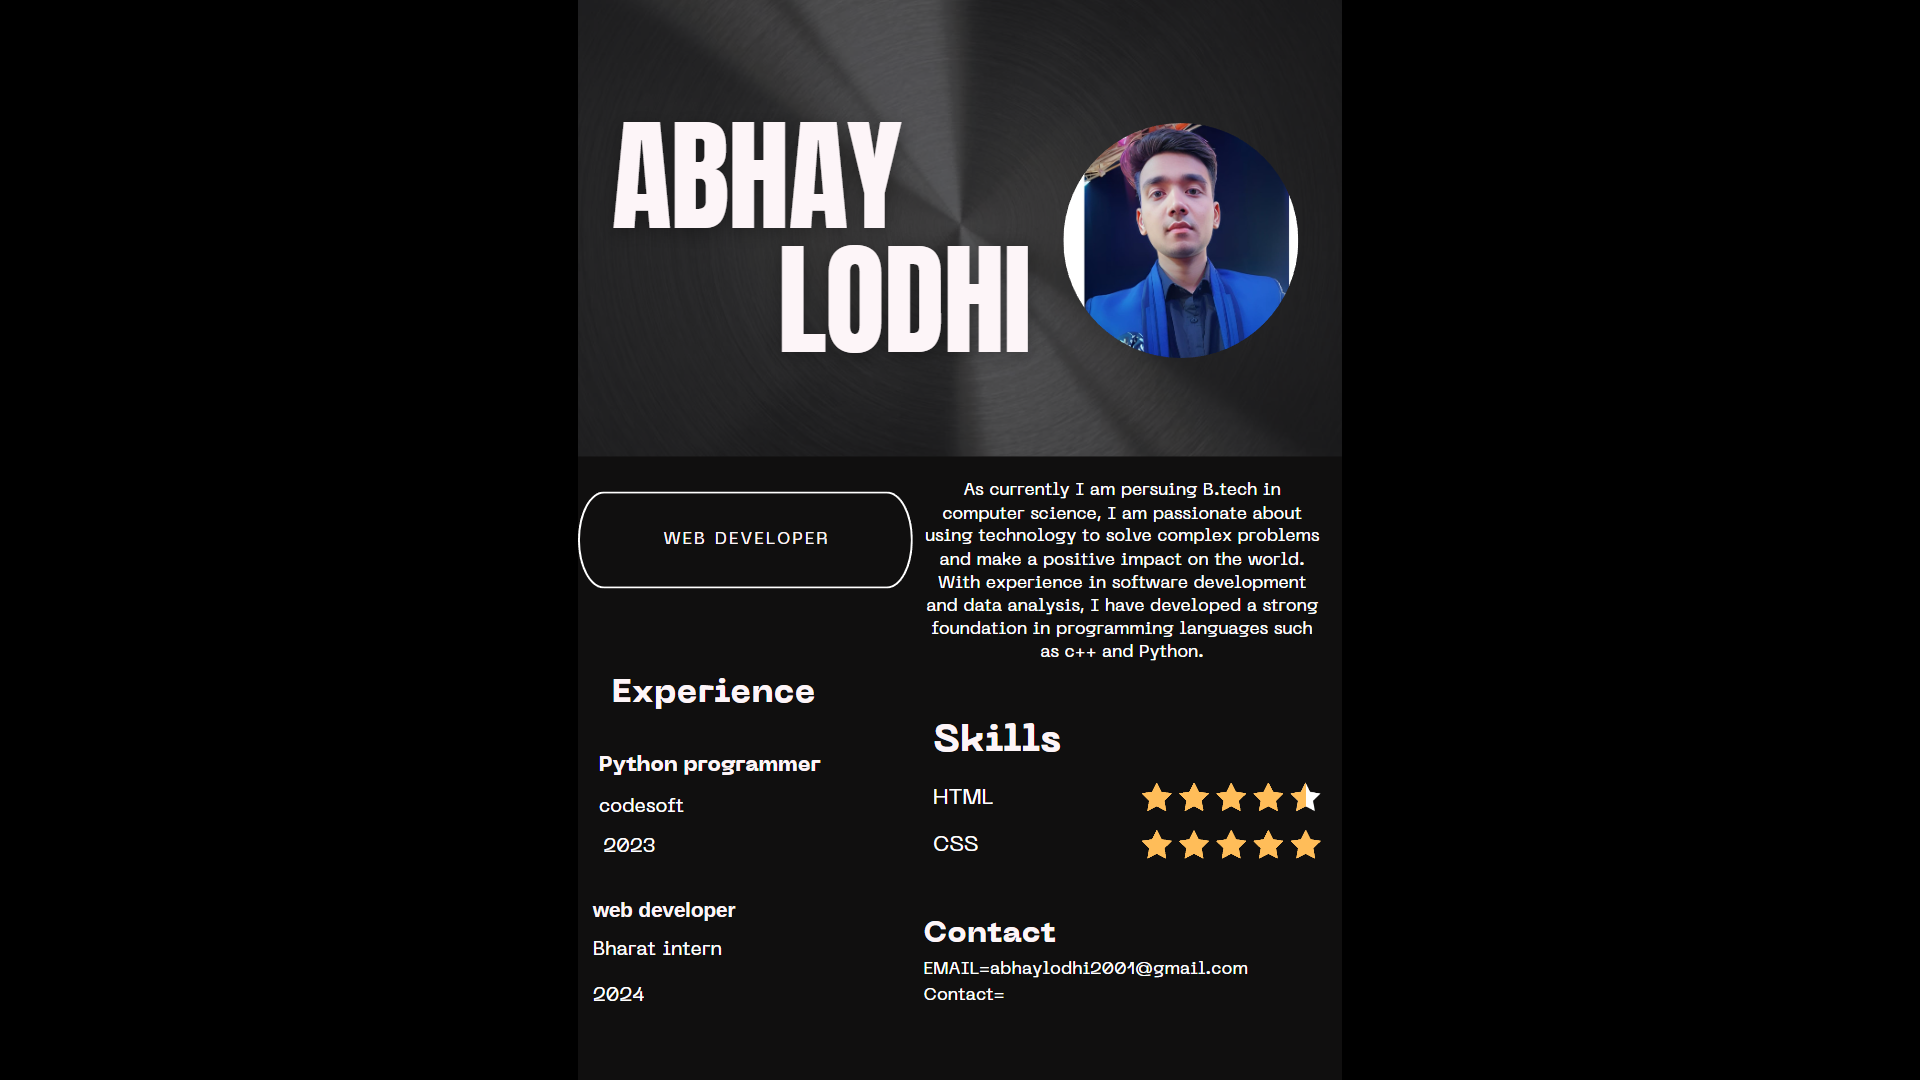 ABHAY
LODHI
WEB DEVELOPER
As currently I am persuing B.tech in
computer science, I am passionate about
using technology to solve complex problems
and make a positive impact on the world.
With experience in software development
and data analysis, I have developed a strong
foundation in programming languages such
as c++ and Python.
Experience
Python programmer
codesoft
2023
web developer
Bharat intern
2024
Skills
HTML
CSS
Contact
EMAIL=abhaylodhi2001@gmail.com
Contact=